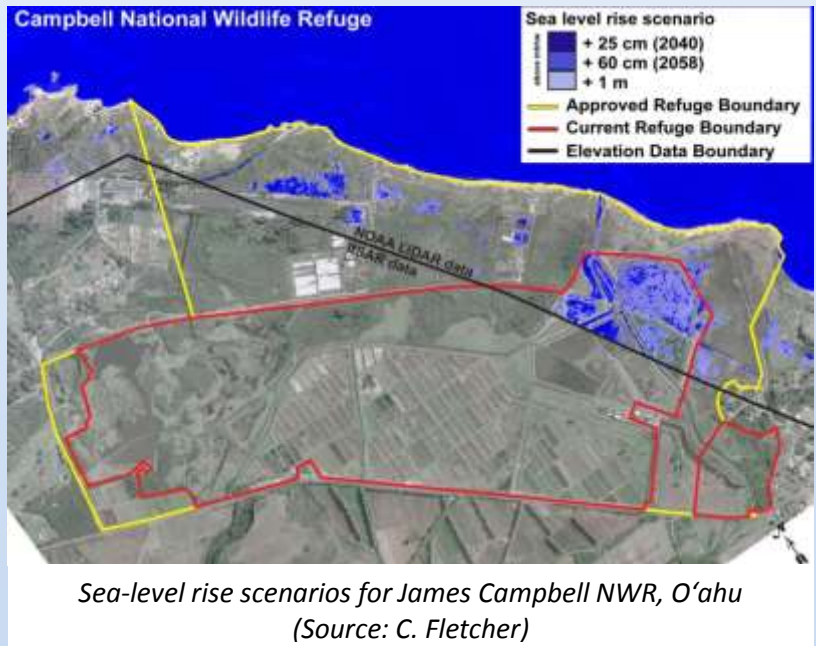 Campbell National Wildlife Refuge
Sea level rise scenario
+ 25 cm (2040)
+ 60 cm (2058)
+ 1 m
Approved Refuge Boundary
Current Refuge Boundary
Elevation Data Boundary
NOAA LiDAR data
Sea-level rise scenarios for James Campbell NWR, Oʻahu
(Source: C. Fletcher)